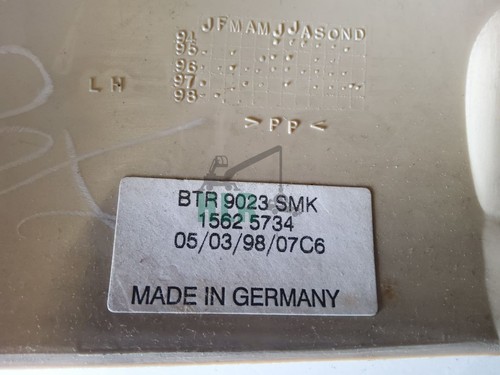 JFMAMJJASOND
91
95
96
97
98
LH
>PP<
BTR 9023 SMK
1562 5734
05/03/98/07C6
MADE IN GERMANY